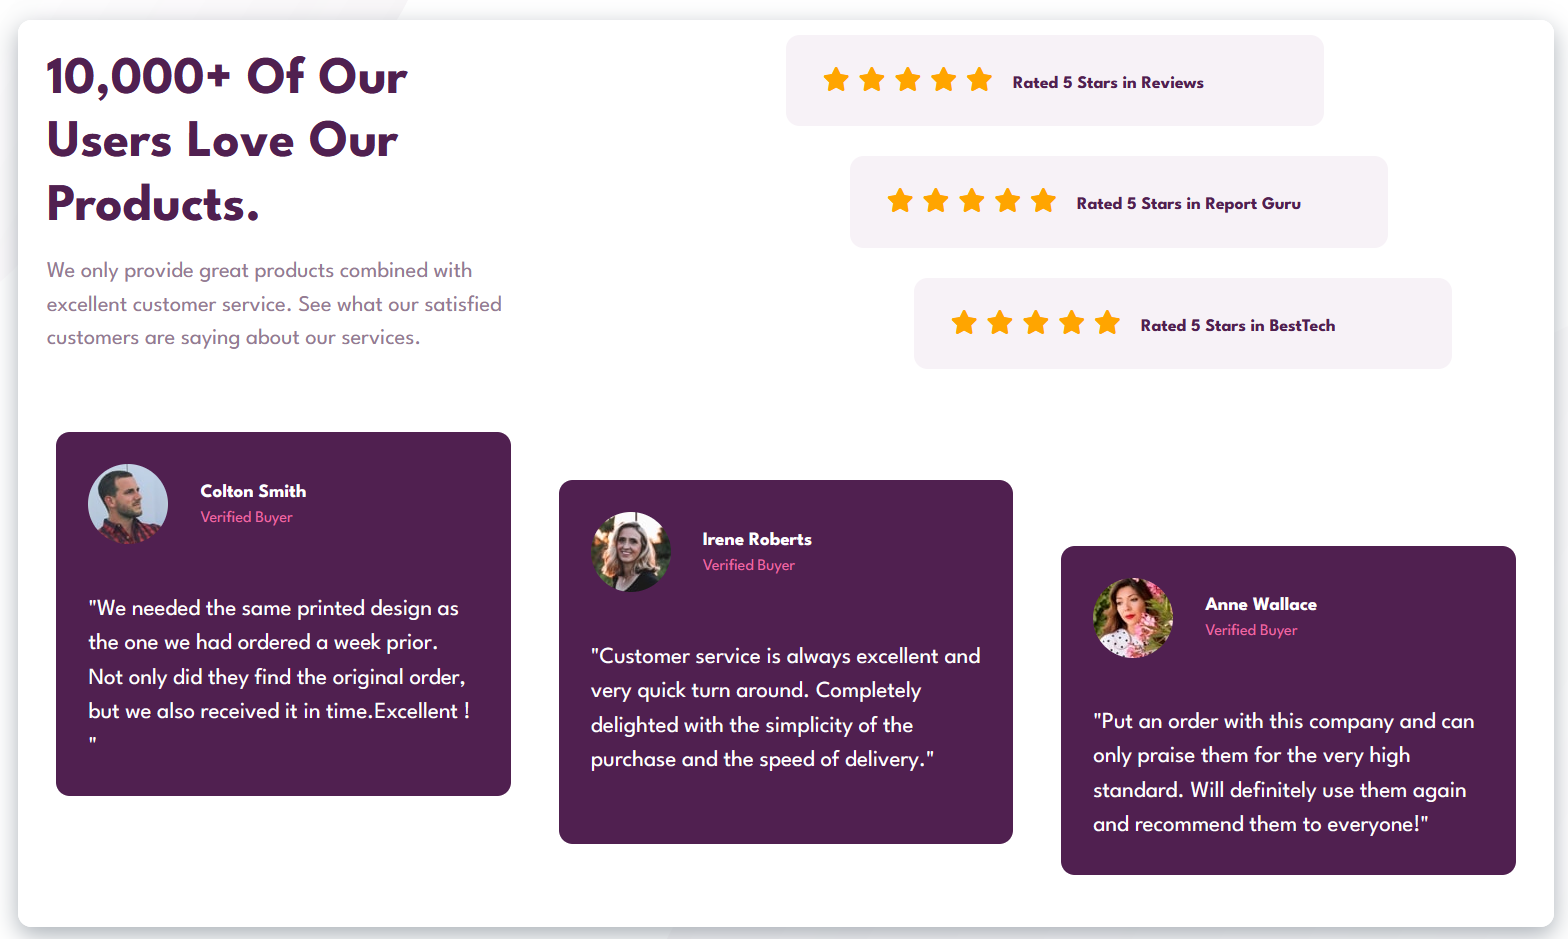 10,000+ Of Our
Users Love Our
Products.
We only provide great products combined with
excellent customer service. See what our satisfied
customers are saying about our services.
Rated 5 Stars in Reviews
Rated 5 Stars in Report Guru
Rated 5 Stars in BestTech
Colton Smith
Verified Buyer
"We needed the same printed design as
the one we had ordered a week prior.
Not only did they find the original order,
but we also received it in time.Excellent !
"
Irene Roberts
Verified Buyer
"Customer service is always excellent and
very quick turn around. Completely
delighted with the simplicity of the
purchase and the speed of delivery."
Anne Wallace
Verified Buyer
"Put an order with this company and can
only praise them for the very high
standard. Will definitely use them again
and recommend them to everyone!"